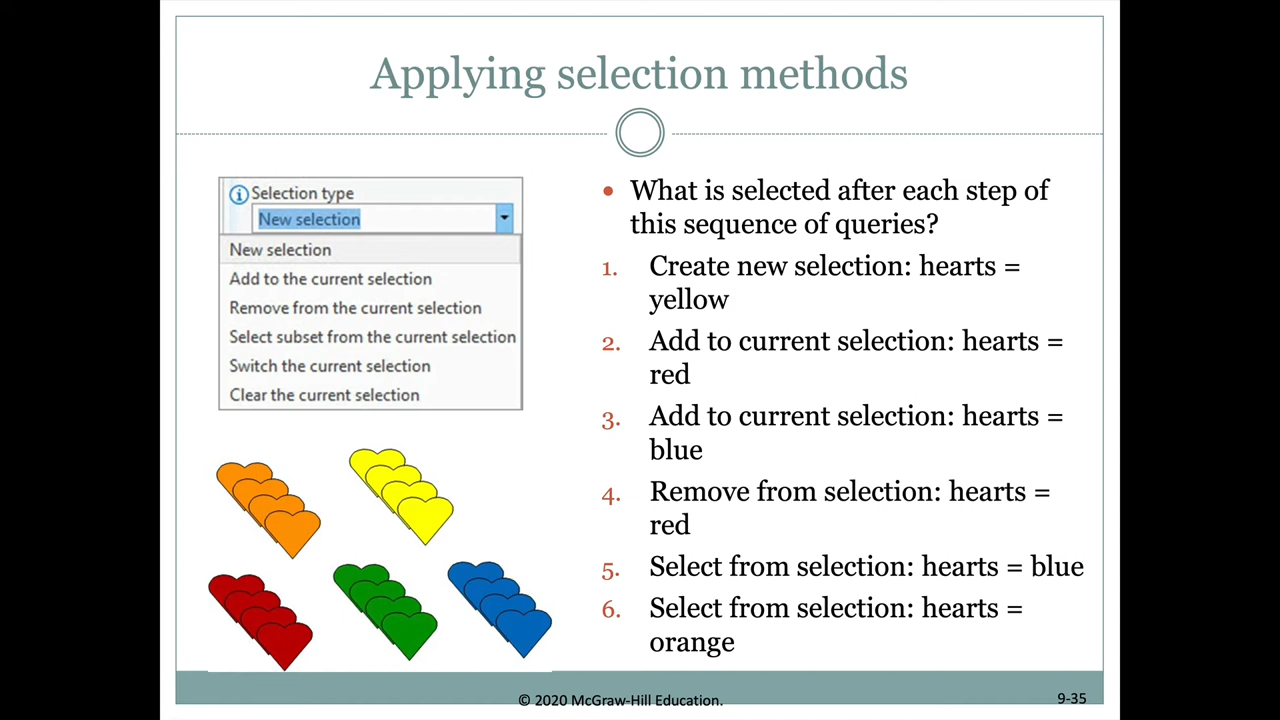 Applying selection methods
Selection type
New selection
New selection
Add to the current selection
Remove from the current selection
Select subset from the current selection
Switch the current selection
Clear the current selection
• What is selected after each step of
this sequence of queries?
1. Create new selection: hearts =
yellow
2. Add to current selection: hearts =
red
3. Add to current selection: hearts =
blue
4. Remove from selection: hearts =
red
5. Select from selection: hearts = blue
6. Select from selection: hearts =
orange
© 2020 McGraw-Hill Education.
9-35